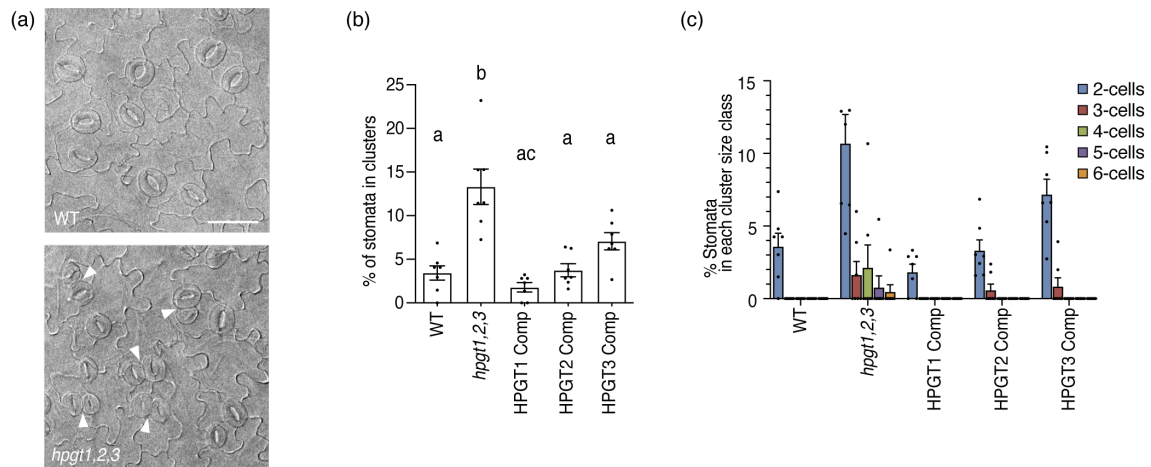 (a)
WT
hpgt1,2,3
(b)
% of stomata in clusters
25
20
15
10
5
0
a
b
ac
a
a
WT
hpgt1,2,3
HPGT1 Comp
HPGT2 Comp
HPGT3 Comp
(c)
% Stomata
in each cluster size class
15
10
5
0
2-cells
3-cells
4-cells
5-cells
6-cells
WT
hpgt1,2,3
HPGT1 Comp
HPGT2 Comp
HPGT3 Comp